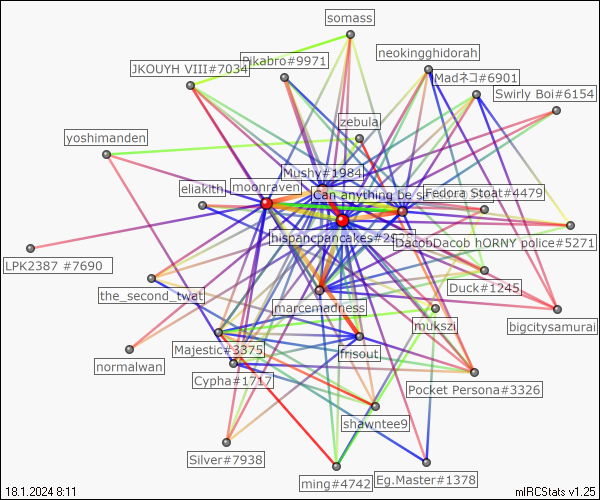 somass
neokingghidorah
Pikabro#9971
JKOUYH VIII#7034
Madネコ#6901
Swirly Boi#6154
zebula
yoshimanden
Mushy#1984
eliakith
moonraven
Can anything be s
Fedora Stoat#4479
hispancpancakes#2
DacobDacob hORNY police#5271
LPK2387 #7690
the_second_twat
Duck#1245
marcemadness
mukszi
bigcitysamurai
Majestic#3375
frisout
normalwan
Cypha#1717
Pocket Persona#3326
shawntee9
Silver#7938
ming#4742
Eg.Master#1378
18.1.2024 8:11
mIRCStats v1.25